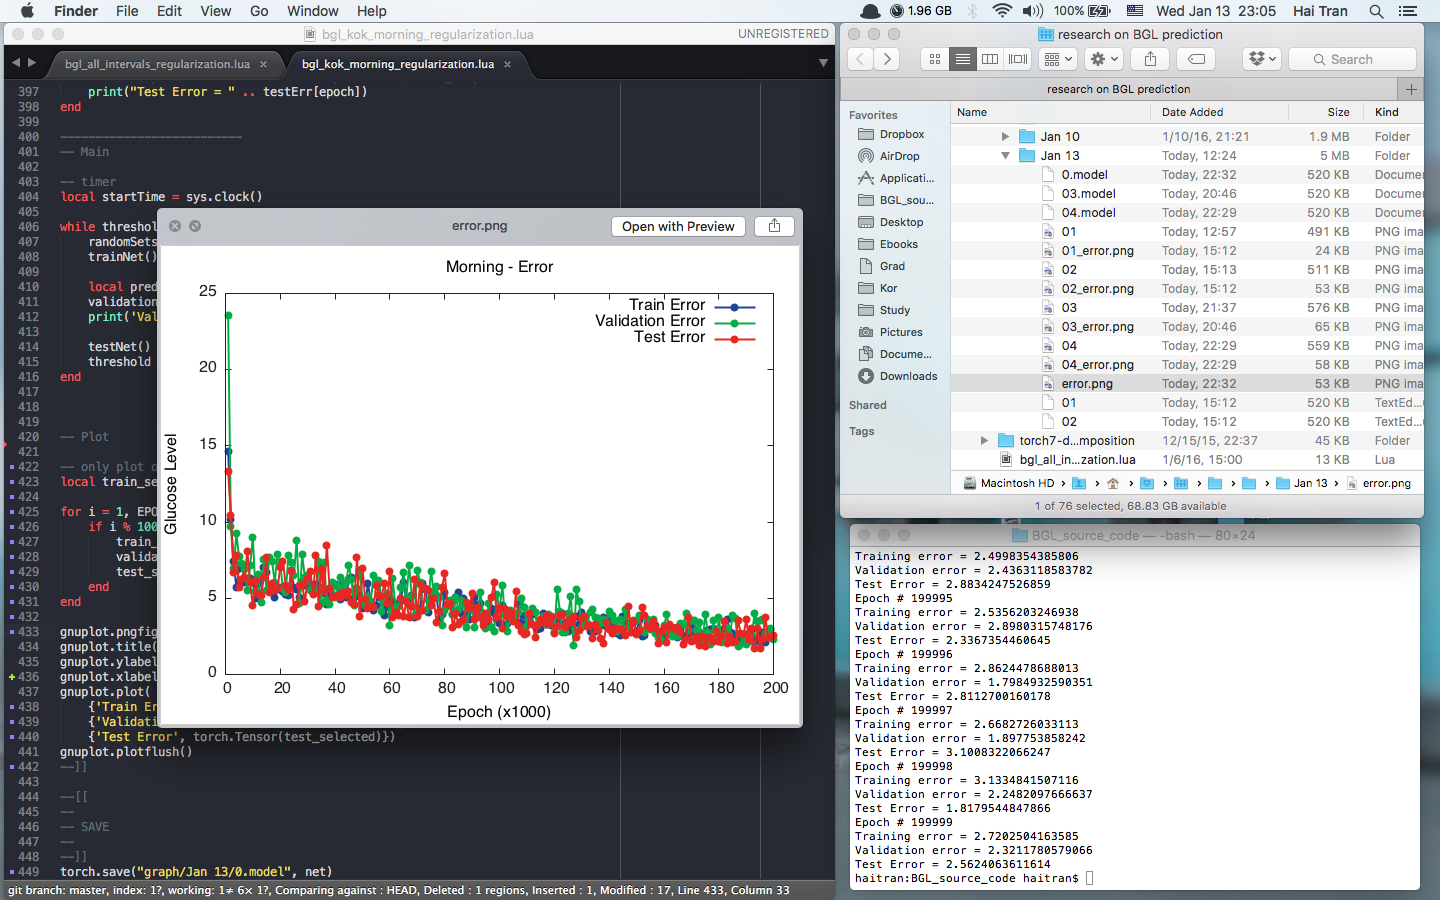 Finder File Edit View Go Window Help
1.96 GB 100% Wed Jan 13 23:05 Hai Tran
bgl_kok_morning_regularization.lua UNREGISTERED
bgl_all_intervals_regularization.lua × bgl_kok_morning_regularization.lua ×
397 print("Test Error = " .. testErr[epoch])
398 end
399
400 --------------------------
401 -- Main
402
403 -- timer
404 local startTime = sys.clock()
405
406 while threshol
407 randomSets
408 trainNet()
409
410 local pred
411 validation
412 print('Val
413
414 testNet()
415 threshold
416 end
417
418
419
420 -- Plot
421
422 -- only plot o
423 local train_se
424
425 for i = 1, EPO
426 if i % 100
427 train_
428 valida
429 test_s
430 end
431 end
432
433 gnuplot.pngfig
434 gnuplot.title(
435 gnuplot.ylabel
436 gnuplot.xlabel
437 gnuplot.plot(
438 {'Train Er
439 {'Validati
440 {'Test Error', torch.Tensor(test_selected)})
441 gnuplot.plotflush()
442 --]]
443
444 --[[
445 --
446 -- SAVE
447 --
448 --]]
449 torch.save("graph/Jan 13/0.model", net)
git branch: master, index: 1?, working: 1≠ 6× 1?, Comparing against : HEAD, Deleted : 1 regions, Inserted : 1, Modified : 17, Line 433, Column 33
error.png Open with Preview
Morning - Error
Train Error
Validation Error
Test Error
Glucose Level
25
20
15
10
5
0
0 20 40 60 80 100 120 140 160 180 200
Epoch (x1000)
research on BGL prediction
Search
research on BGL prediction +
Favorites
Dropbox
AirDrop
Applicati...
BGL_sou...
Desktop
Ebooks
Grad
Kor
Study
Pictures
Docume...
Downloads
Shared
Tags
Name Date Added Size Kind
Jan 10 1/10/16, 21:21 1.9 MB Folder
Jan 13 Today, 12:24 5 MB Folder
0.model Today, 22:32 520 KB Docume
03.model Today, 20:46 520 KB Docume
04.model Today, 22:29 520 KB Docume
01 Today, 12:57 491 KB PNG ima
01_error.png Today, 15:12 24 KB PNG ima
02 Today, 15:13 511 KB PNG ima
02_error.png Today, 15:12 53 KB PNG ima
03 Today, 21:37 576 KB PNG ima
03_error.png Today, 20:46 65 KB PNG ima
04 Today, 22:29 559 KB PNG ima
04_error.png Today, 22:29 58 KB PNG ima
error.png Today, 22:32 53 KB PNG ima
01 Today, 15:12 520 KB TextEd...
02 Today, 15:12 520 KB TextEd...
torch7-d...mposition 12/15/15, 22:37 45 KB Folder
bgl_all_in...zation.lua 1/6/16, 15:00 13 KB Lua
Macintosh HD › › › › › › › Jan 13 › error.png
1 of 76 selected, 68.83 GB available
BGL_source_code — -bash — 80×24
Training error = 2.4998354385806
Validation error = 2.4363118583782
Test Error = 2.8834247526859
Epoch # 199995
Training error = 2.5356203246938
Validation error = 2.8980315748176
Test Error = 2.3367354460645
Epoch # 199996
Training error = 2.8624478688013
Validation error = 1.7984932590351
Test Error = 2.8112700160178
Epoch # 199997
Training error = 2.6682726033113
Validation error = 1.897753858242
Test Error = 3.1008322066247
Epoch # 199998
Training error = 3.1334841507116
Validation error = 2.2482097666637
Test Error = 1.8179544847866
Epoch # 199999
Training error = 2.7202504163585
Validation error = 2.3211780579066
Test Error = 2.5624063611614
haitran:BGL_source_code haitran$